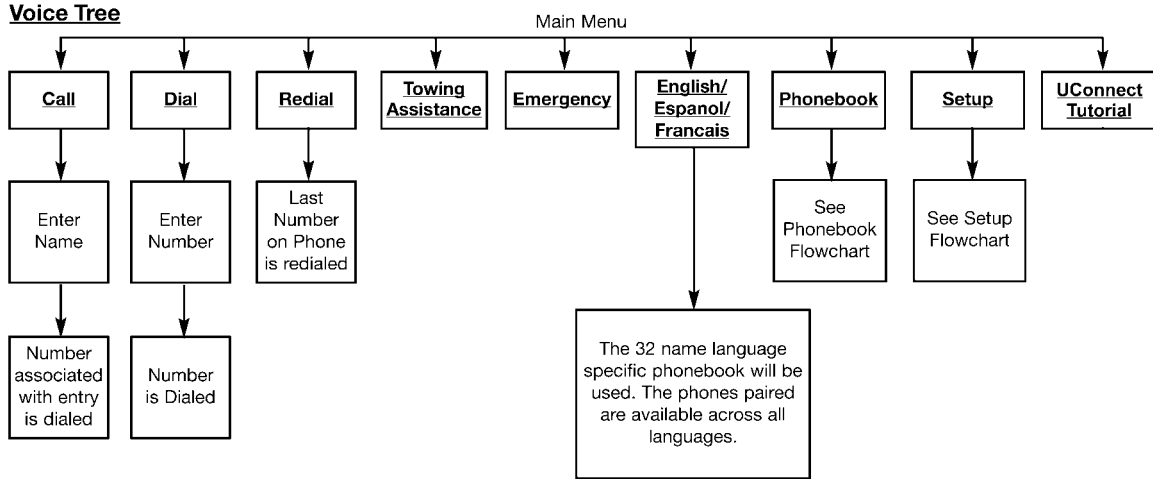 Voice Tree
Main Menu
Call
Dial
Redial
Towing
Assistance
Emergency
English/
Espanol/
Francais
Phonebook
Setup
UConnect
Tutorial
Enter
Name
Enter
Number
Last
Number
on Phone
is redialed
See
Phonebook
Flowchart
See Setup
Flowchart
Number
associated
with entry
is dialed
Number
is Dialed
The 32 name language
specific phonebook will be
used. The phones paired
are available across all
languages.